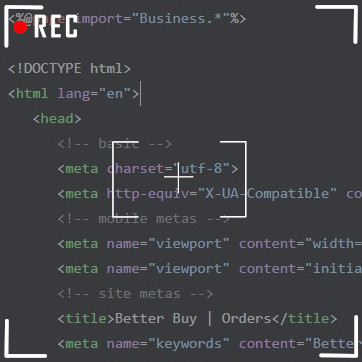 <%@page import="Business.*"%>
REC
<!DOCTYPE html>
<html lang="en">
<head>
<!-- basic -->
<meta charset="utf-8">
<meta http-equiv="X-UA-Compatible" co
<!-- mobile metas -->
<meta name="viewport" content="width=
<meta name="viewport" content="initia
<!-- site metas -->
<title>Better Buy | Orders</title>
<meta name="keywords" content="Better